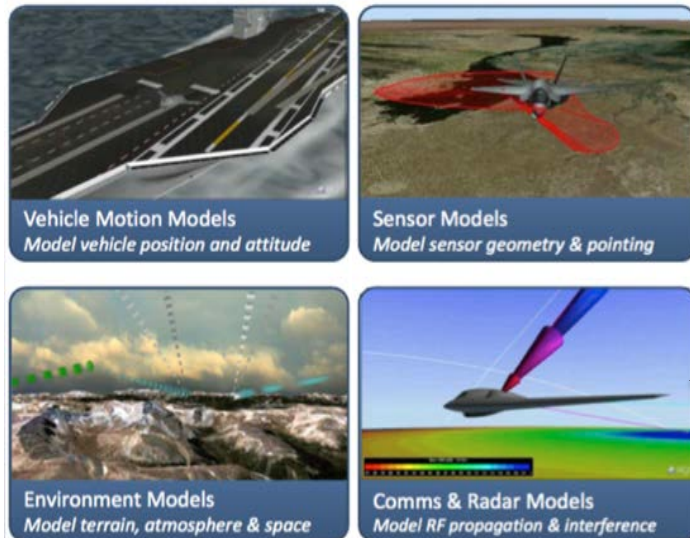 Vehicle Motion Models
Model vehicle position and attitude
Sensor Models
Model sensor geometry & pointing
Environment Models
Model terrain, atmosphere & space
Comms & Radar Models
Model RF propagation & interference